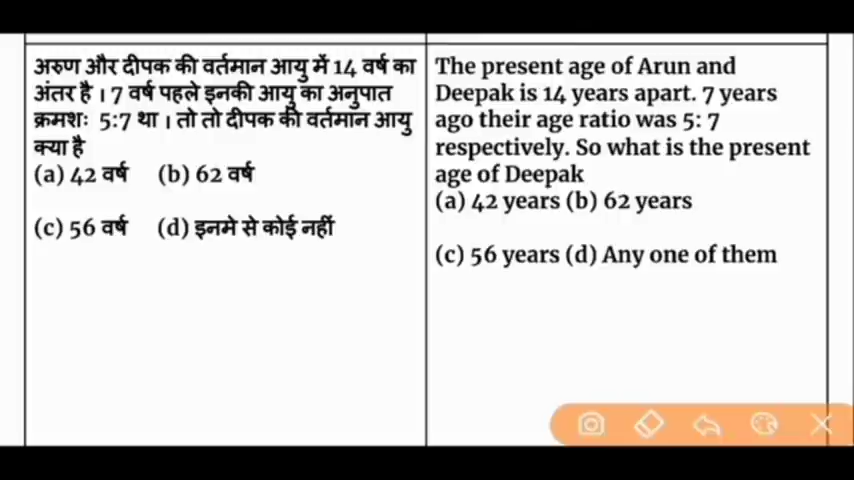 अरुण और दीपक की वर्तमान आयु में 14 वर्ष का
अंतर है । 7 वर्ष पहले इनकी आयु का अनुपात
क्रमशः 5:7 था । तो तो दीपक की वर्तमान आयु
क्या है
(a) 42 वर्ष (b) 62 वर्ष
(c) 56 वर्ष (d) इनमे से कोई नहीं
The present age of Arun and
Deepak is 14 years apart. 7 years
ago their age ratio was 5: 7
respectively. So what is the present
age of Deepak
(a) 42 years (b) 62 years
(c) 56 years (d) Any one of them